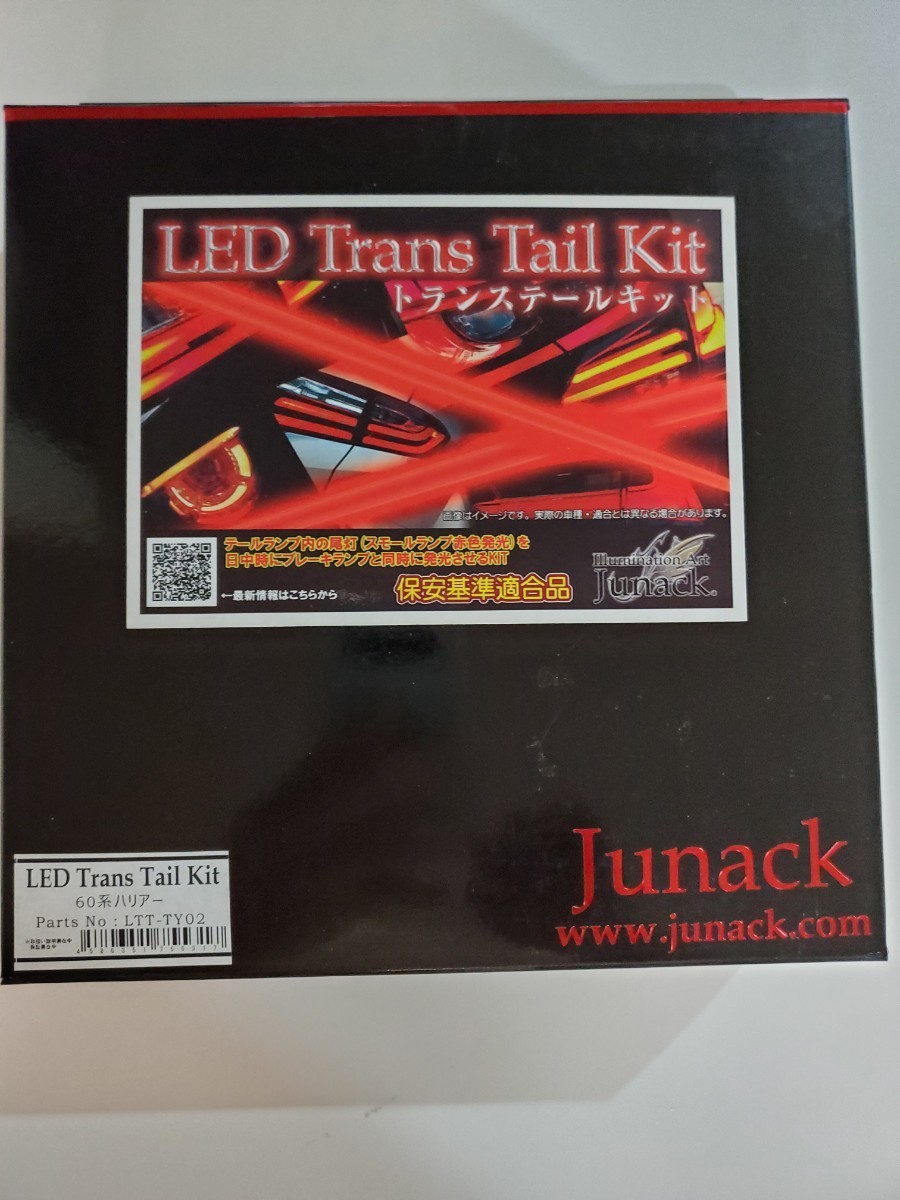 LED Trans Tail Kit
トランステールキット
画像はイメージです。実際の車種・適合とは異なる場合があります。
テールランプ内の尾灯(スモールランプ赤色発光)を
日中時にブレーキランプと同時に発光させるKIT
←最新情報はこちらから
保安基準適合品
Illumination Art
Junack®
Junack
www.junack.com
LED Trans Tail Kit
60系ハリアー
Parts No : LTT-TY02